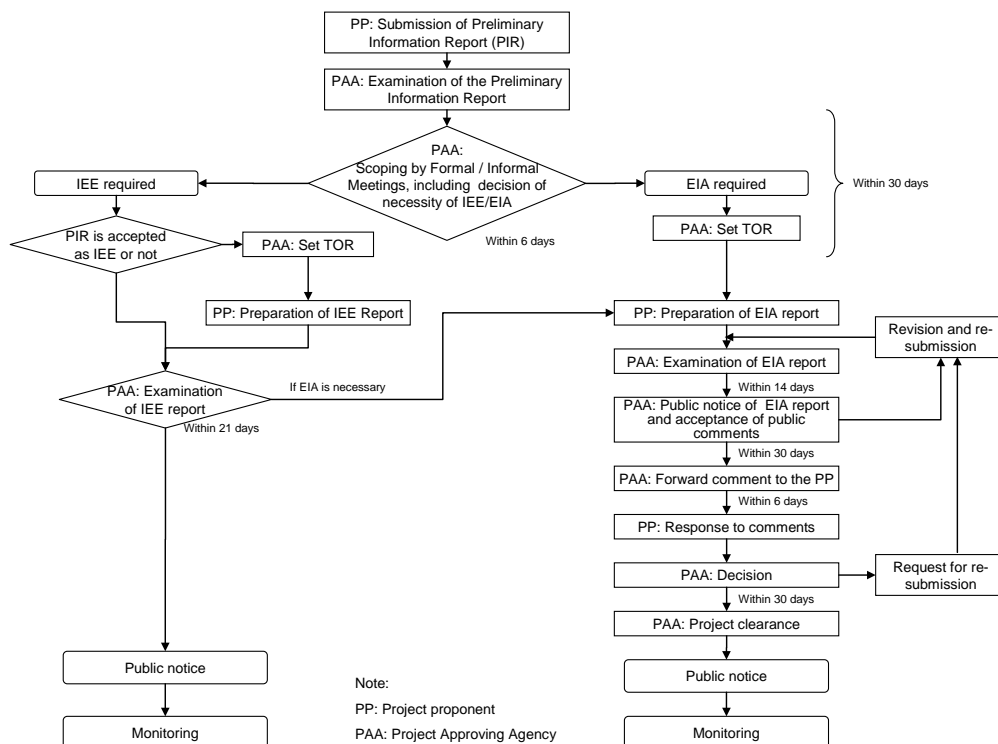 PP: Submission of Preliminary
Information Report (PIR)
PAA: Examination of the Preliminary
Information Report
PAA:
Scoping by Formal / Informal
Meetings, including decision of
necessity of IEE/EIA
Within 6 days
Within 30 days
IEE required
PIR is accepted
as IEE or not
PAA: Set TOR
PP: Preparation of IEE Report
PAA: Examination
of IEE report
Within 21 days
If EIA is necessary
Public notice
Monitoring
EIA required
PAA: Set TOR
PP: Preparation of EIA report
PAA: Examination of EIA report
Within 14 days
PAA: Public notice of EIA report
and acceptance of public
comments
Within 30 days
PAA: Forward comment to the PP
Within 6 days
PP: Response to comments
PAA: Decision
Within 30 days
PAA: Project clearance
Public notice
Monitoring
Revision and re-
submission
Request for re-
submission
Note:
PP: Project proponent
PAA: Project Approving Agency